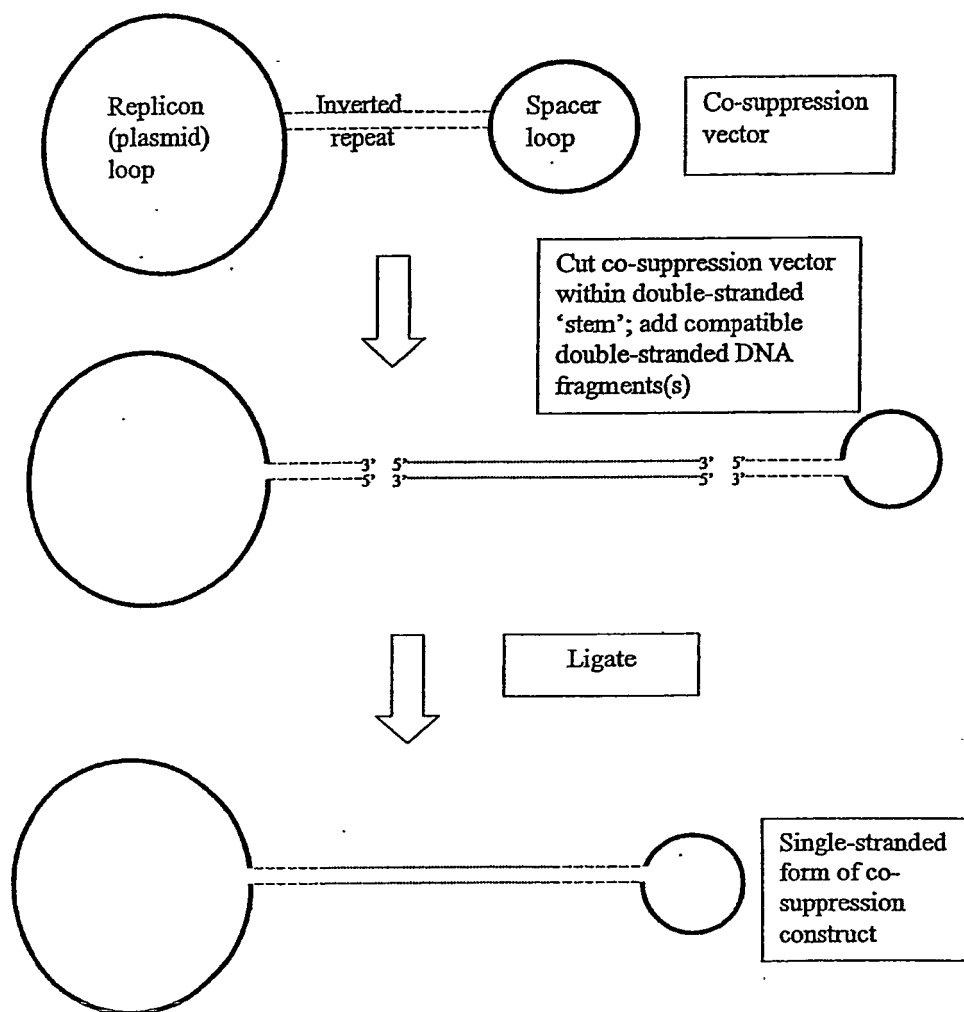 Replicon
(plasmid)
loop
Inverted
repeat
Spacer
loop
Co-suppression
vector
Cut co-suppression vector
within double-stranded
‘stem’; add compatible
double-stranded DNA
fragments(s)
3’ 5’ 3’ 5’
5’ 3’ 5’ 3’
Ligate
Single-stranded
form of co-
suppression
construct